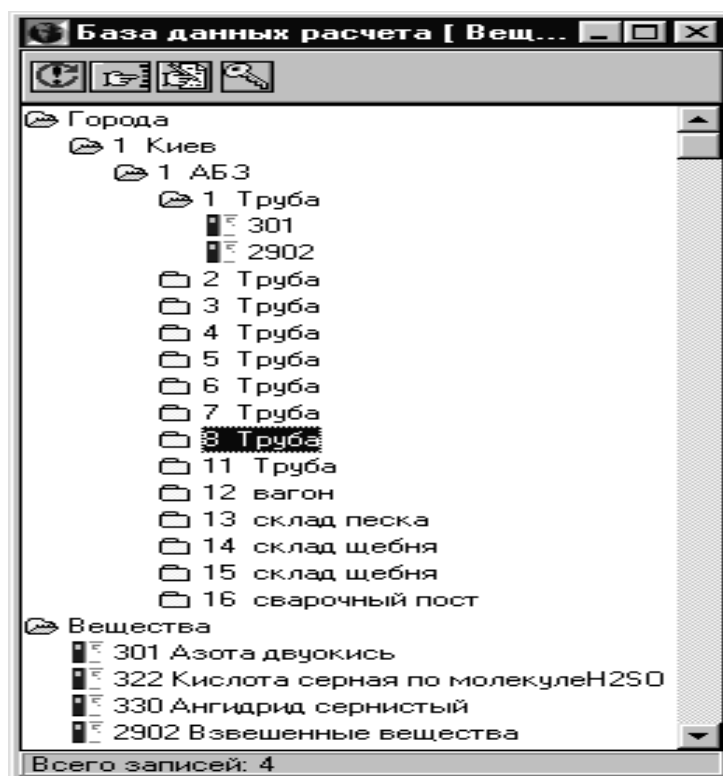 База данных расчета [ Вещ...
Города
1 Киев
1 АБЗ
1 Труба
301
2902
2 Труба
3 Труба
4 Труба
5 Труба
6 Труба
7 Труба
8 Труба
11 Труба
12 вагон
13 склад песка
14 склад щебня
15 склад щебня
16 сварочный пост
Вещества
301 Азота двуокись
322 Кислота серная по молекулеH2SO
330 Ангидрид сернистый
2902 Взвешенные вещества
Всего записей: 4